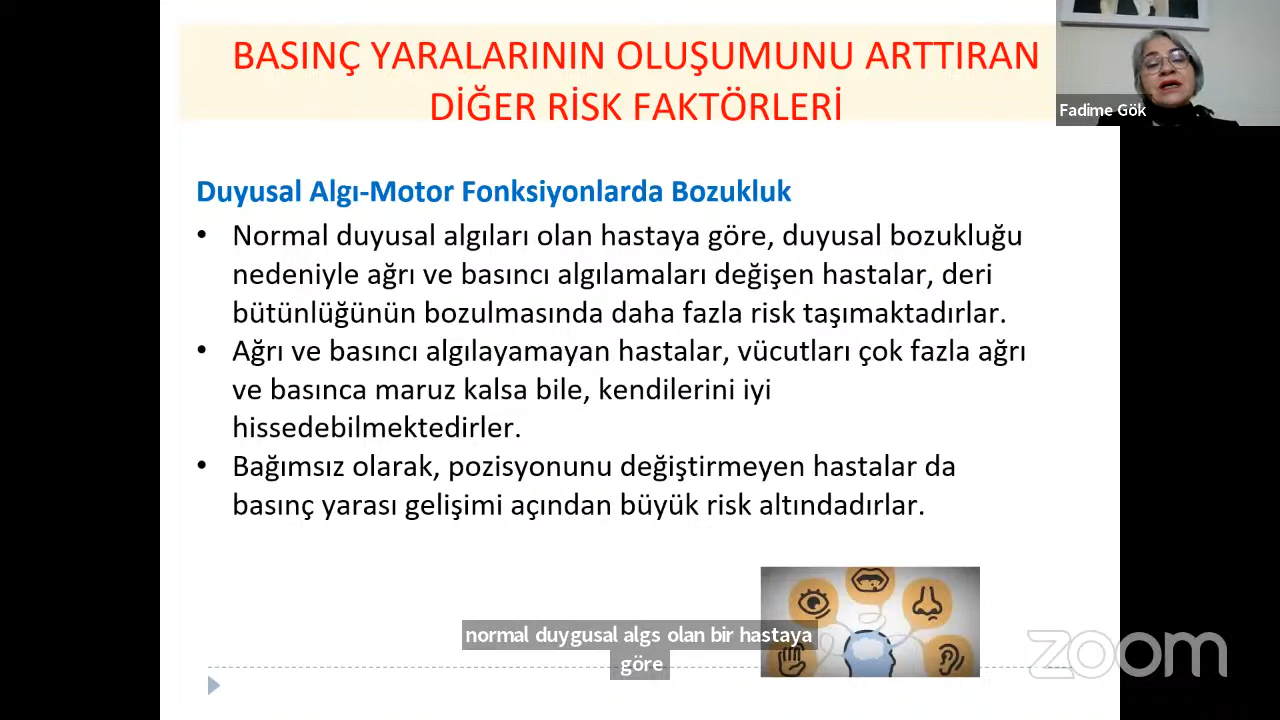 BASINÇ YARALARININ OLUŞUMUNU ARTTIRAN
DİĞER RİSK FAKTÖRLERİ
Fadime Gök
Duyusal Algı-Motor Fonksiyonlarda Bozukluk
• Normal duyusal algıları olan hastaya göre, duyusal bozukluğu
nedeniyle ağrı ve basıncı algılamaları değişen hastalar, deri
bütünlüğünün bozulmasında daha fazla risk taşımaktadırlar.
• Ağrı ve basıncı algılayamayan hastalar, vücutları çok fazla ağrı
ve basınca maruz kalsa bile, kendilerini iyi
hissedebilmektedirler.
• Bağımsız olarak, pozisyonunu değiştirmeyen hastalar da
basınç yarası gelişimi açından büyük risk altındadırlar.
normal duygusal algs olan bir hastaya
göre
zoom